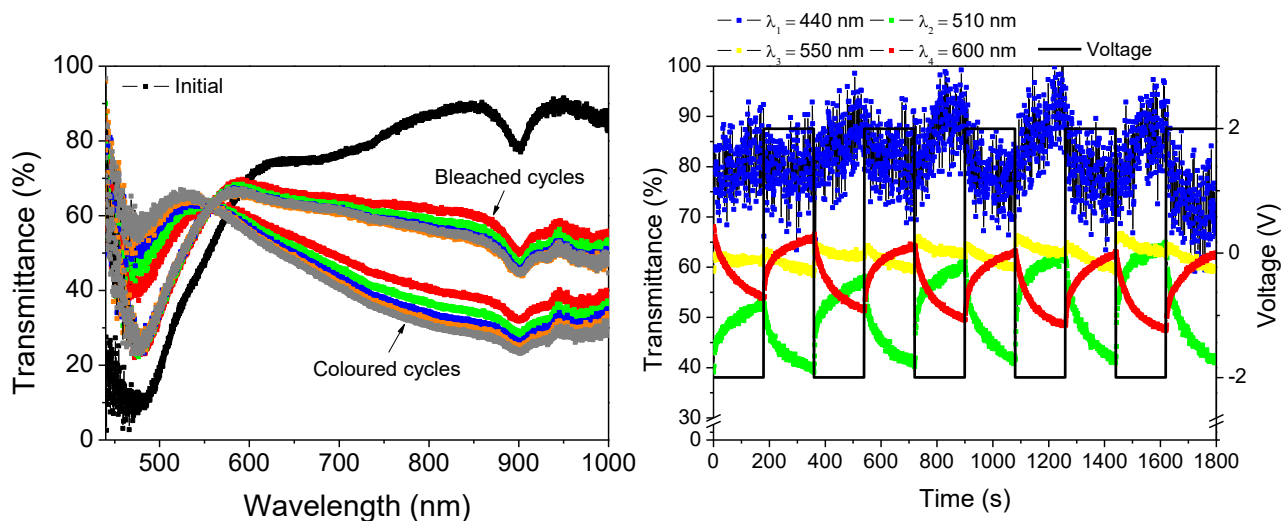 Transmittance (%)
100
80
60
40
20
0
Initial
Bleached cycles
Coloured cycles
500 600 700 800 900 1000
Wavelength (nm)
λ₁ = 440 nm λ₂ = 510 nm
λ₃ = 550 nm λ₄ = 600 nm Voltage
Transmittance (%)
100
90
80
70
60
50
40
30
0
2
0
-2
Voltage (V)
0 200 400 600 800 1000 1200 1400 1600 1800
Time (s)